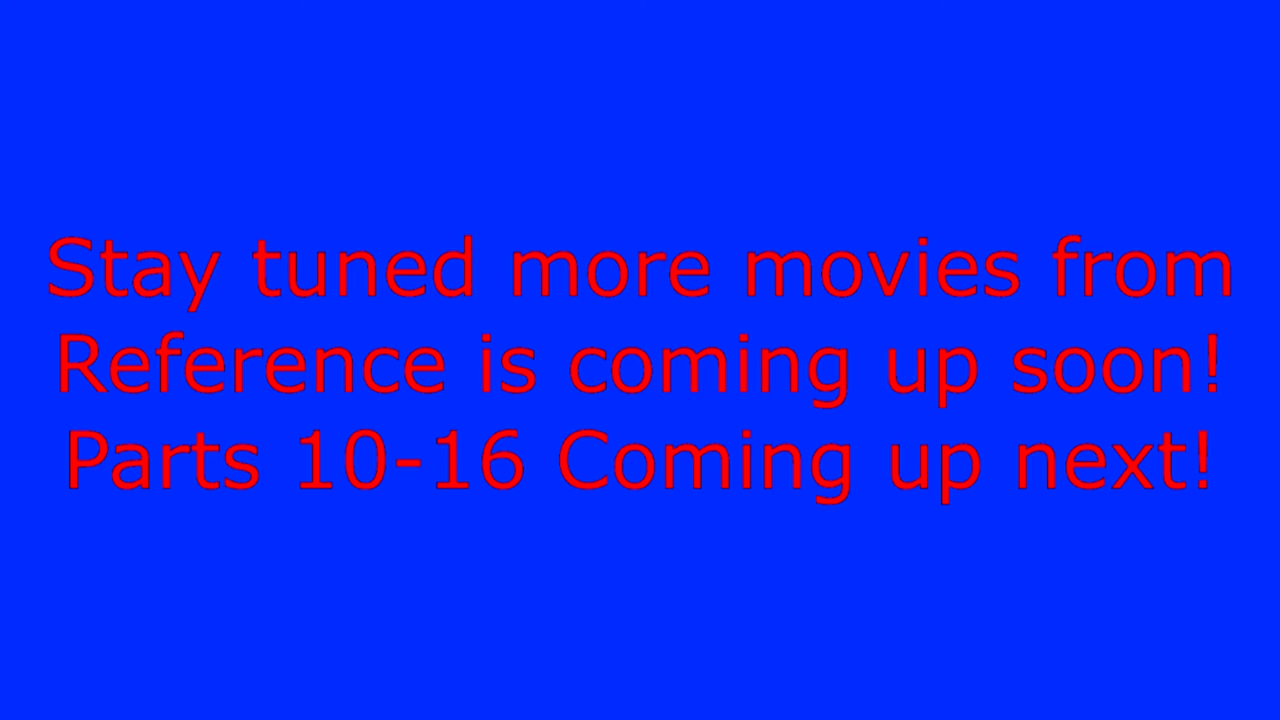 Stay tuned more movies from
Reference is coming up soon!
Parts 10-16 Coming up next!